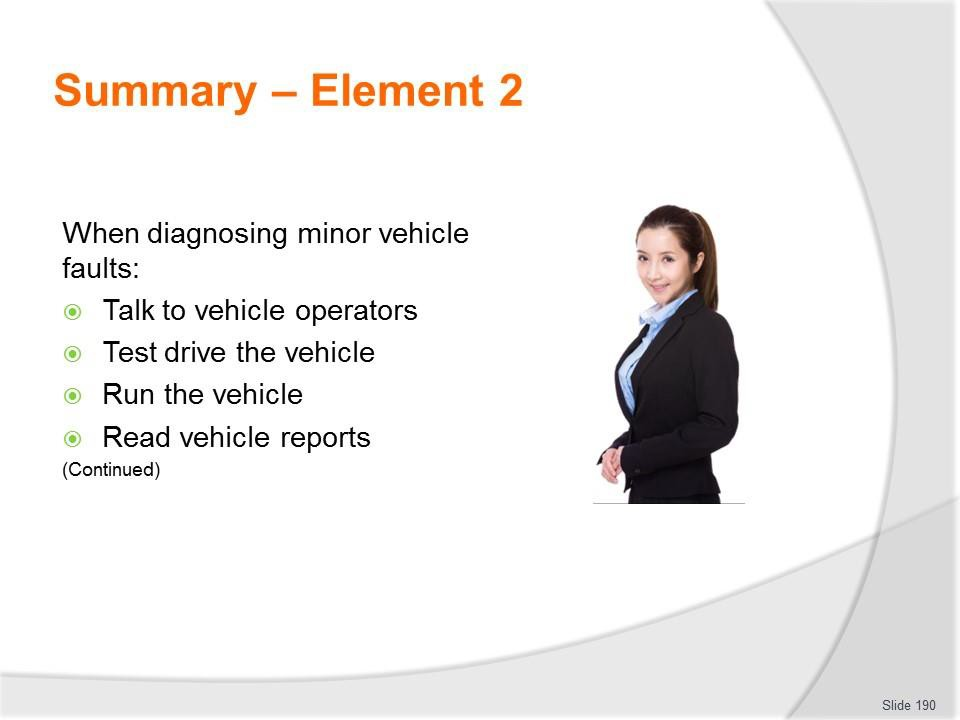 Summary – Element 2
When diagnosing minor vehicle
faults:
Talk to vehicle operators
Test drive the vehicle
Run the vehicle
Read vehicle reports
(Continued)
Slide 190